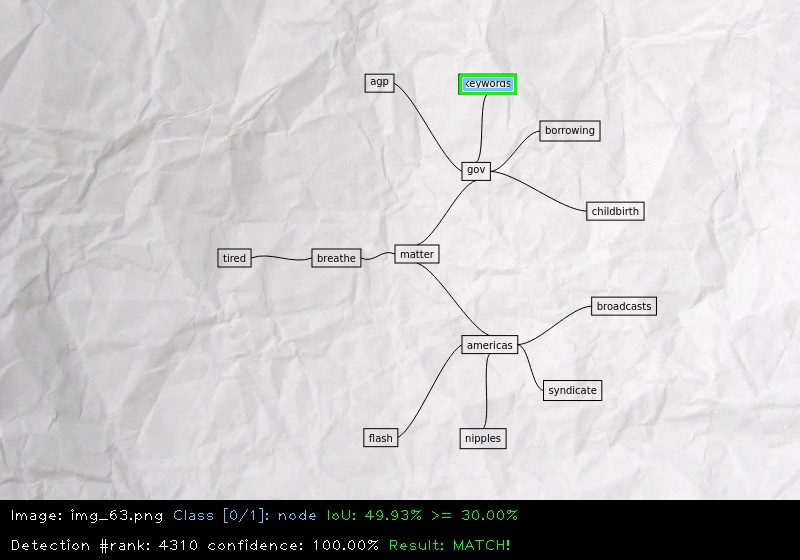 agp
keywords
borrowing
gov
childbirth
matter
tired
breathe
broadcasts
americas
syndicate
flash
nipples
Image: img_63.png Class [0/1]: node IoU: 49.93% >= 30.00%
Detection #rank: 4310 confidence: 100.00% Result: MATCH!